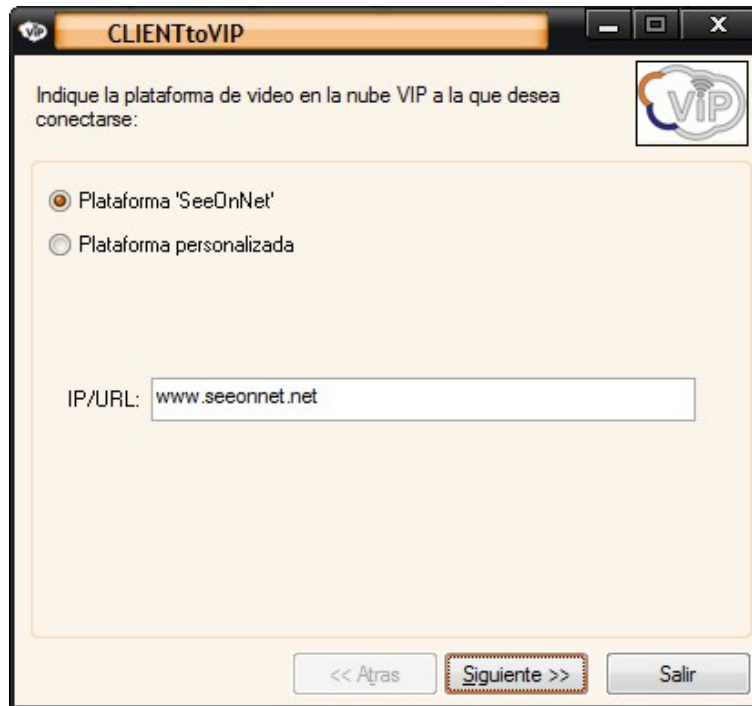 ViP CLIENTtoVIP X
Indique la plataforma de video en la nube VIP a la que desea
conectarse:
ViP
Plataforma 'SeeOnNet'
Plataforma personalizada
IP/URL: www.seeonnet.net
<< Atras Siguiente >> Salir